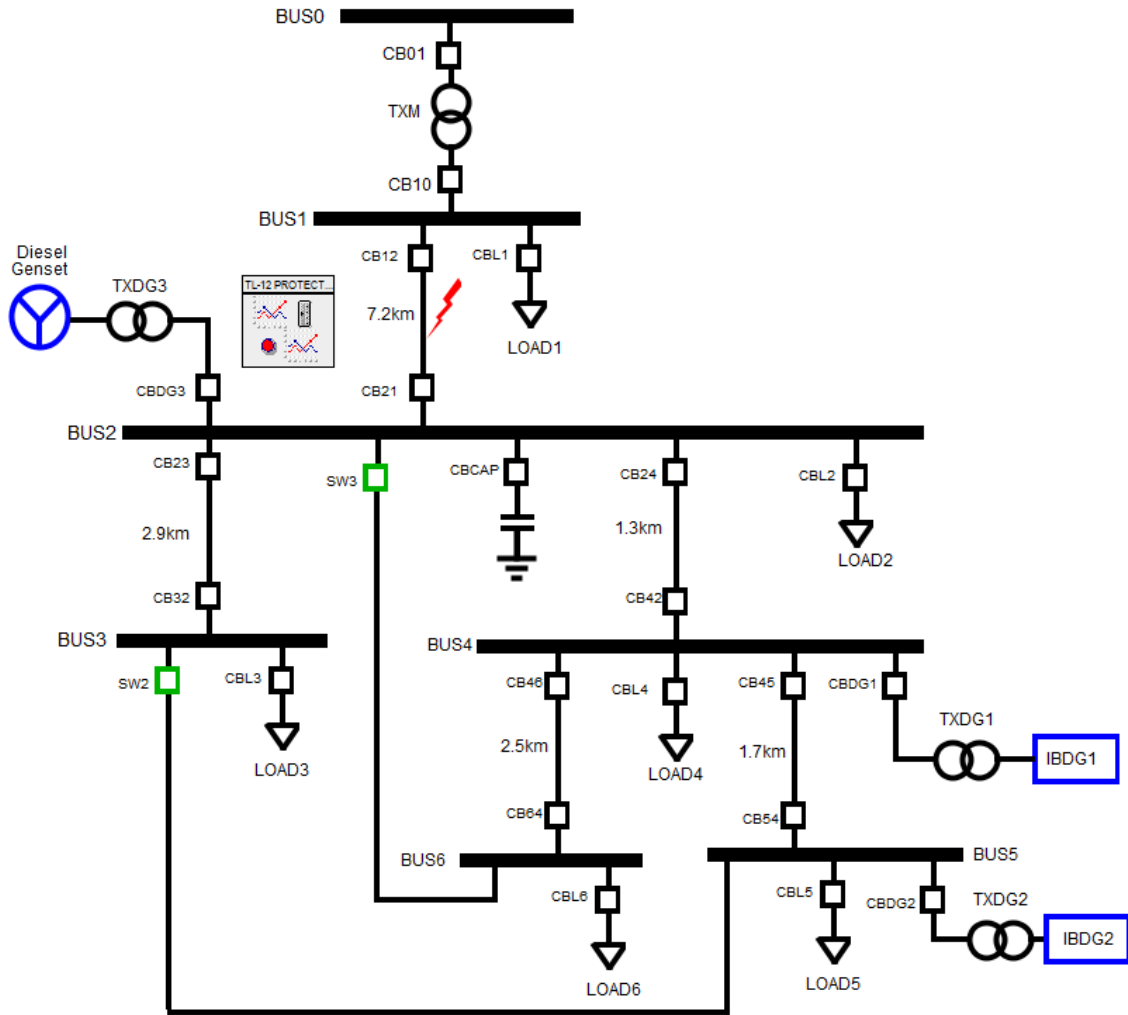 BUS0
CB01
TXM
CB10
BUS1
CB12
CBL1
Diesel
Genset
TXDG3
TL-12 PROTECT...
7.2km
LOAD1
CBDG3
CB21
BUS2
CB23
SW3
CBCAP
CB24
CBL2
2.9km
1.3km
LOAD2
CB32
CB42
BUS3
BUS4
SW2
CBL3
CB46
CBL4
CB45
CBDG1
TXDG1
2.5km
1.7km
IBDG1
LOAD3
LOAD4
CB64
CB54
BUS6
BUS5
CBL6
CBL5
CBDG2
TXDG2
IBDG2
LOAD6
LOAD5